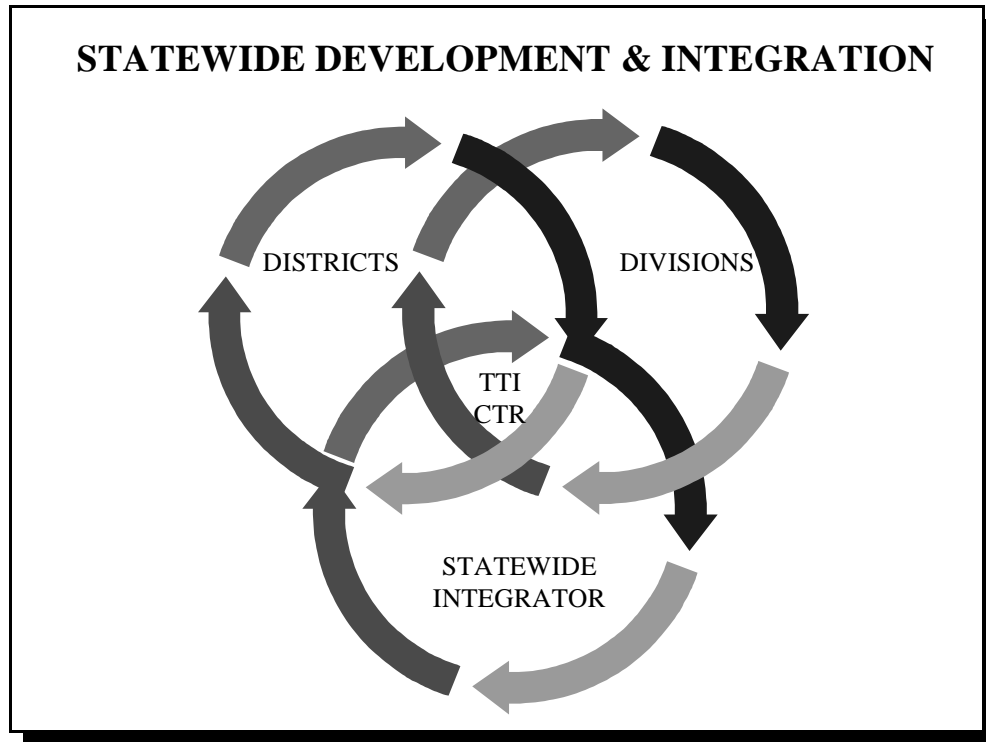 STATEWIDE DEVELOPMENT & INTEGRATION
DISTRICTS
DIVISIONS
TTI
CTR
STATEWIDE
INTEGRATOR